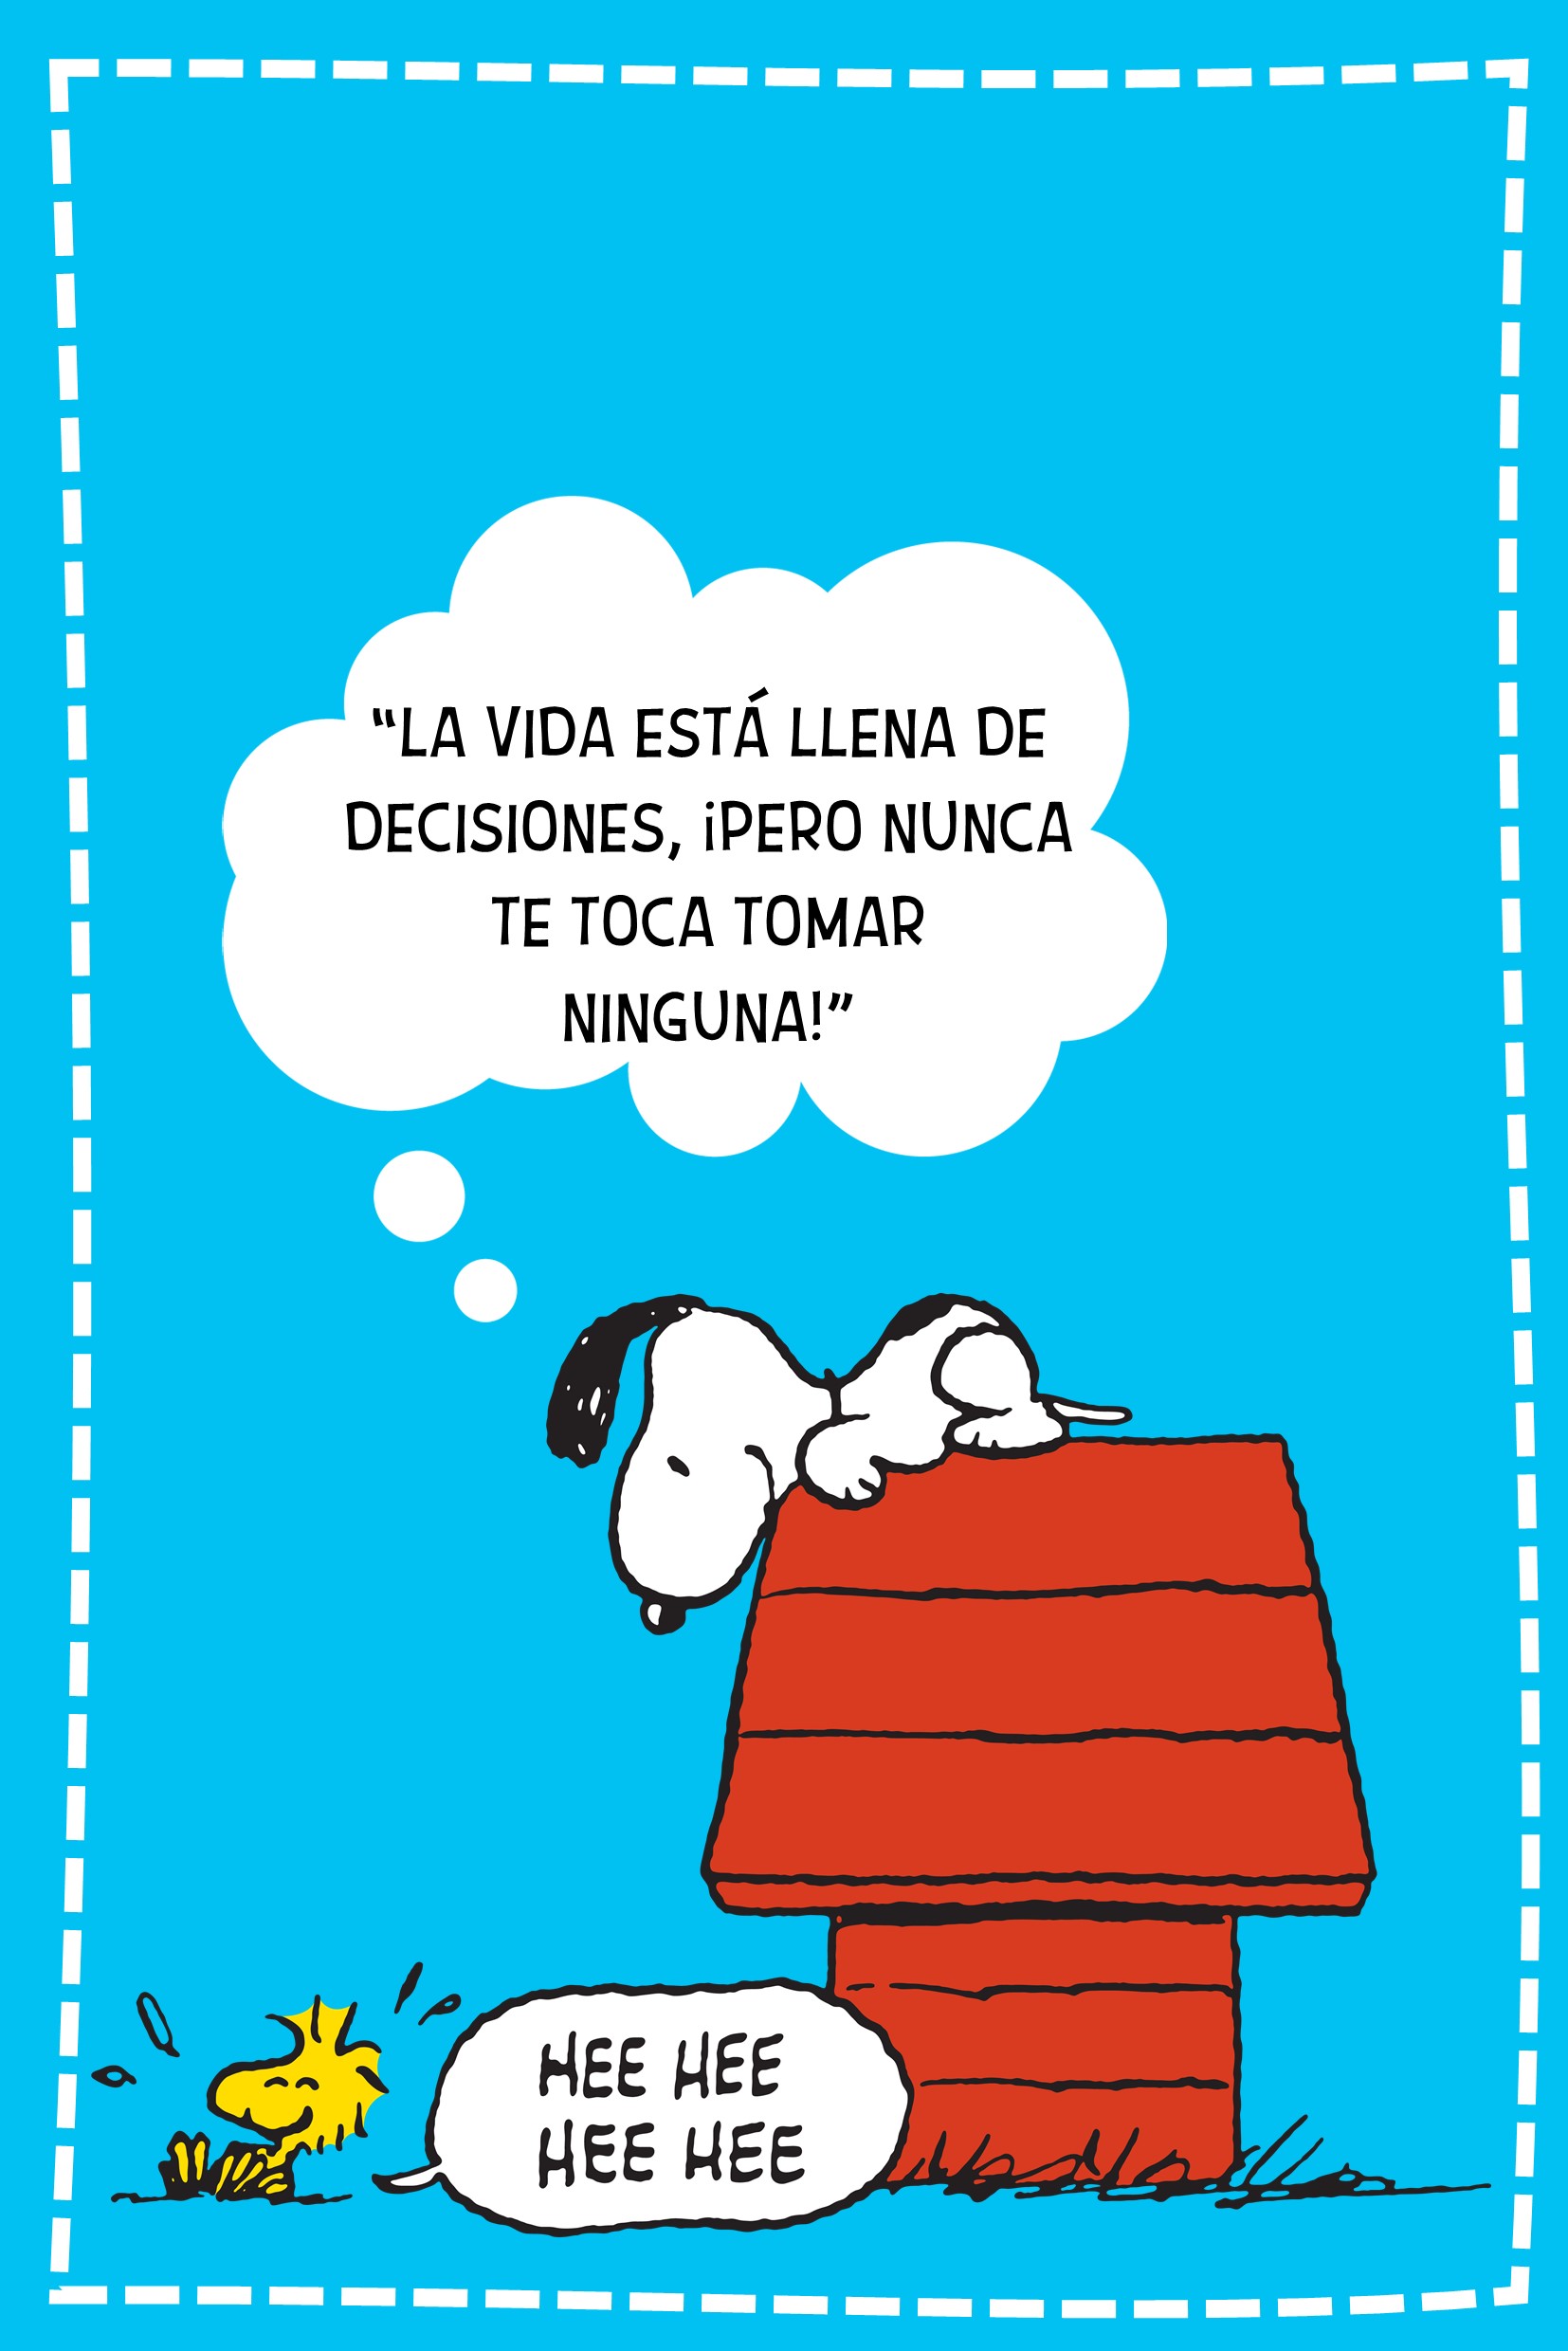 “LA VIDA ESTÁ LLENA DE
DECISIONES, ¡PERO NUNCA
TE TOCA TOMAR
NINGUNA!”
HEE HEE
HEE HEE